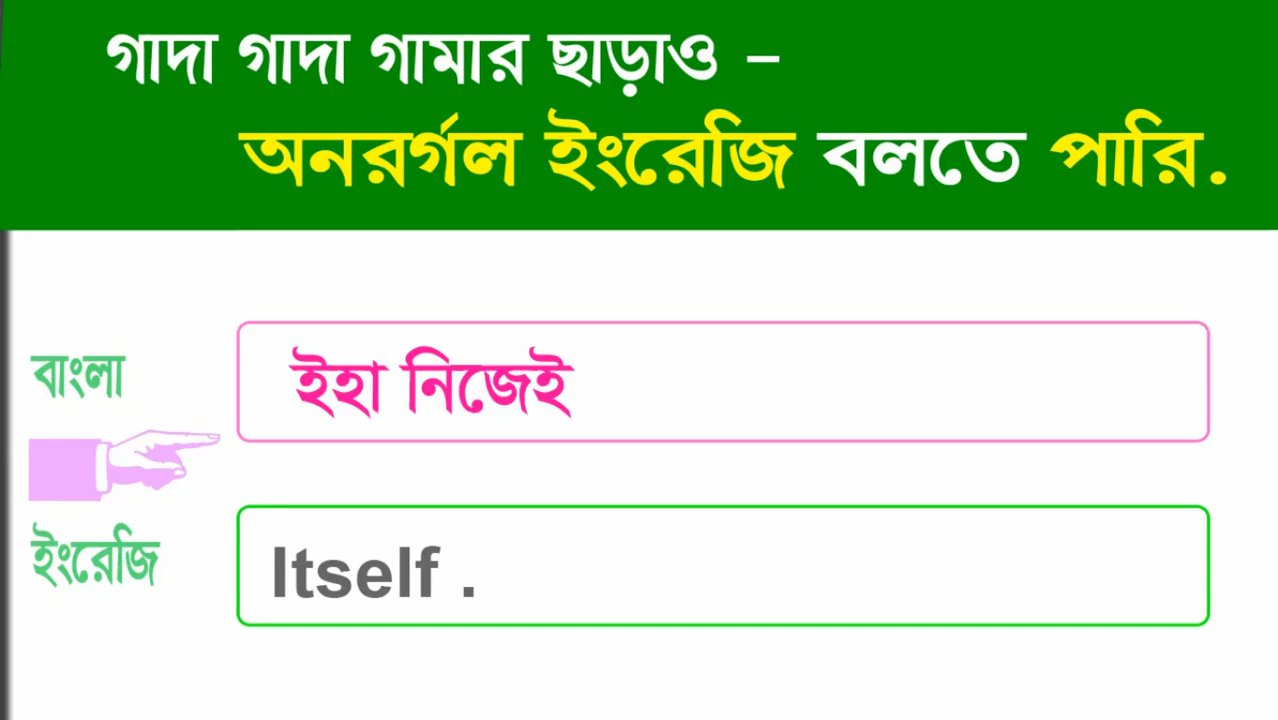 গাদা গাদা গামার ছাড়াও –
অনরর্গল ইংরেজি বলতে পারি.
বাংলা
ইহা নিজেই
ইংরেজি
Itself .